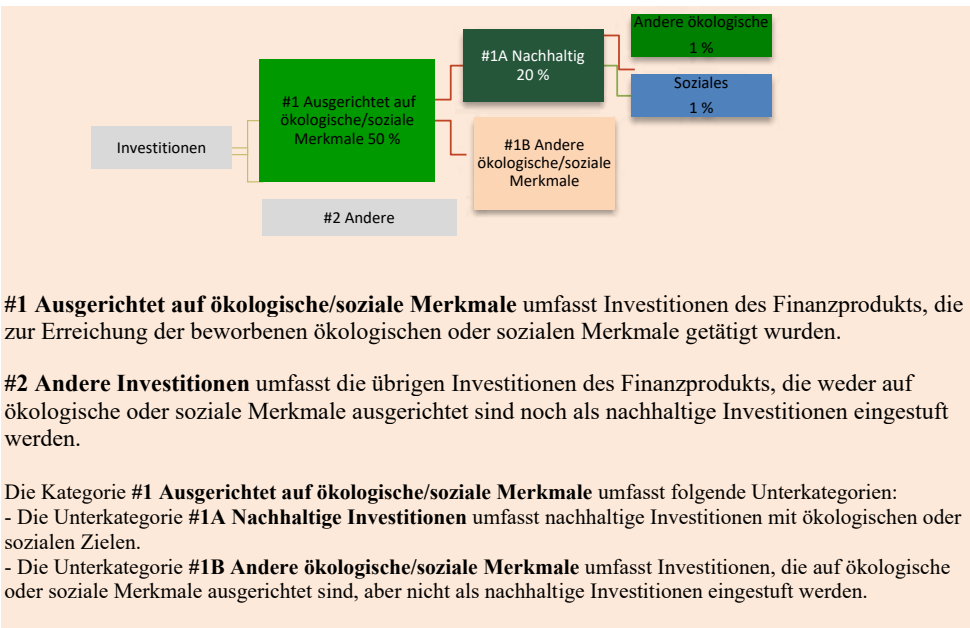 Andere ökologische
1 %
#1A Nachhaltig
20 %
Soziales
1 %
#1 Ausgerichtet auf
ökologische/soziale
Merkmale 50 %
Investitionen
#1B Andere
ökologische/soziale
Merkmale
#2 Andere
#1 Ausgerichtet auf ökologische/soziale Merkmale umfasst Investitionen des Finanzprodukts, die
zur Erreichung der beworbenen ökologischen oder sozialen Merkmale getätigt wurden.
#2 Andere Investitionen umfasst die übrigen Investitionen des Finanzprodukts, die weder auf
ökologische oder soziale Merkmale ausgerichtet sind noch als nachhaltige Investitionen eingestuft
werden.
Die Kategorie #1 Ausgerichtet auf ökologische/soziale Merkmale umfasst folgende Unterkategorien:
- Die Unterkategorie #1A Nachhaltige Investitionen umfasst nachhaltige Investitionen mit ökologischen oder
sozialen Zielen.
- Die Unterkategorie #1B Andere ökologische/soziale Merkmale umfasst Investitionen, die auf ökologische
oder soziale Merkmale ausgerichtet sind, aber nicht als nachhaltige Investitionen eingestuft werden.